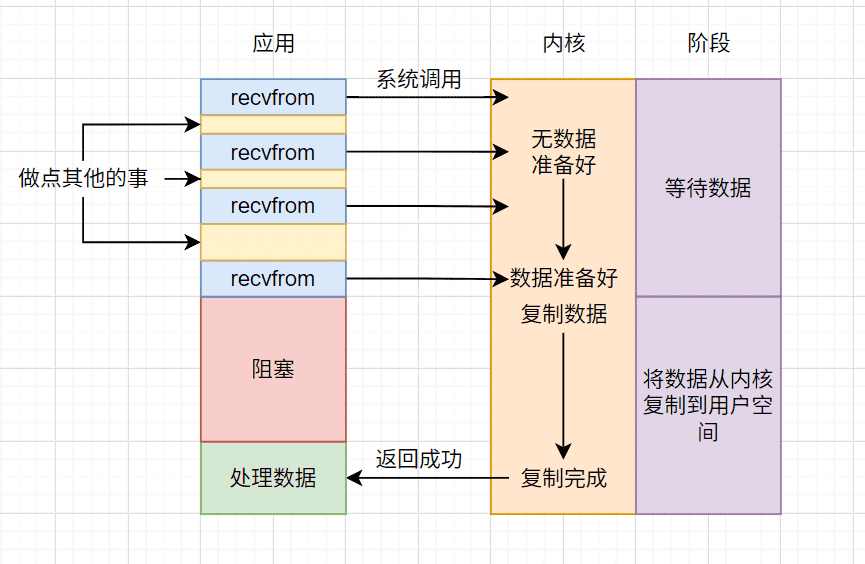 应用
内核
阶段
recvfrom
系统调用
做点其他的事
recvfrom
无数据
准备好
等待数据
recvfrom
recvfrom
数据准备好
复制数据
阻塞
将数据从内核
复制到用户空
间
处理数据
返回成功
复制完成